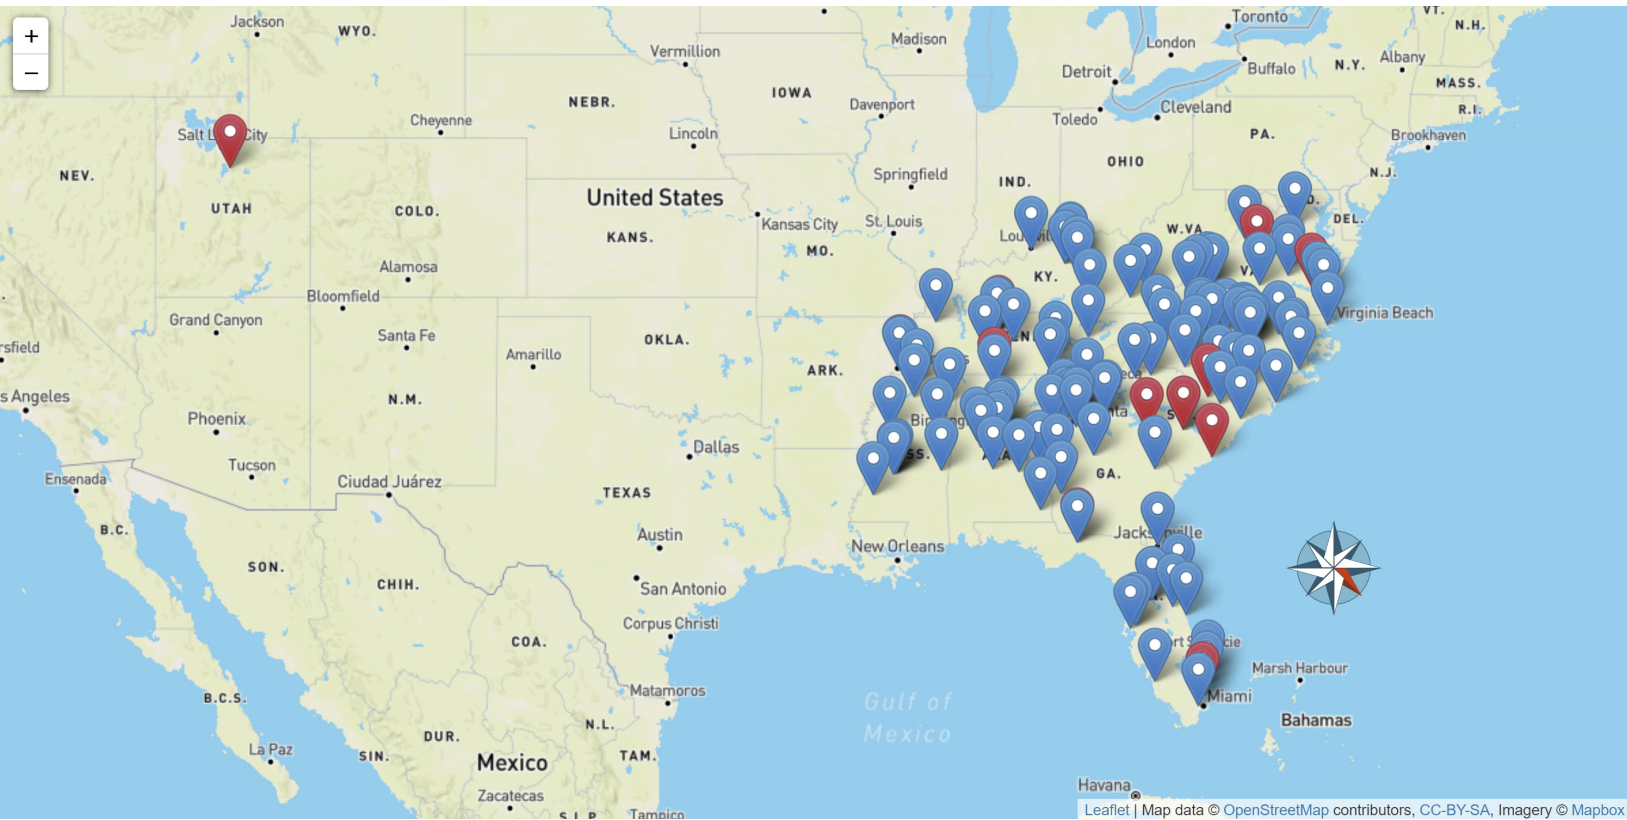 +
−
Jackson
WYO.
Vermillion
Madison
Toronto
VT.
N.H.
London
Detroit
Buffalo
N.Y.
Albany
MASS.
IOWA
NEBR.
Davenport
Toledo
Cleveland
R.I.
Cheyenne
Lincoln
PA.
Brookhaven
OHIO
NEV.
Springfield
IND.
N.J.
United States
UTAH
COLO.
Kansas City
St. Louis
DEL.
W.VA
KANS.
MO.
Alamosa
KY.
Bloomfield
Grand Canyon
Santa Fe
OKLA.
Virginia Beach
Amarillo
ARK.
N.M.
s Angeles
Phoenix
Dallas
Tucson
Ensenada
Ciudad Juárez
TEXAS
GA.
B.C.
Austin
New Orleans
SON.
CHIH.
San Antonio
Corpus Christi
COA.
Marsh Harbour
Matamoros
Miami
B.C.S.
Gulf of
Mexico
N.L.
Bahamas
DUR.
La Paz
SIN.
TAM.
Mexico
Zacatecas
Havana
S.L.P.
Tampico
Leaflet | Map data © OpenStreetMap contributors, CC-BY-SA, Imagery © Mapbox